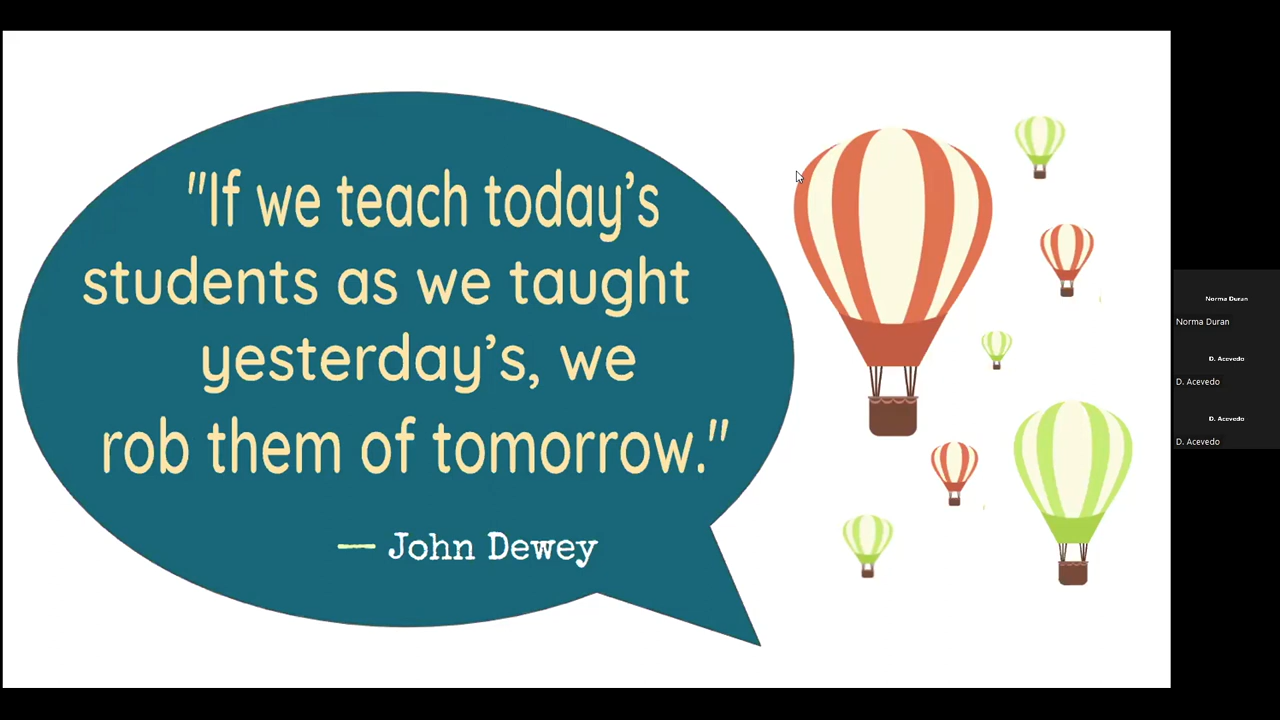 "If we teach today’s
students as we taught
yesterday’s, we
rob them of tomorrow."
— John Dewey
Norma Duran
Norma Duran
D. Acevedo
D. Acevedo
D. Acevedo
D. Acevedo